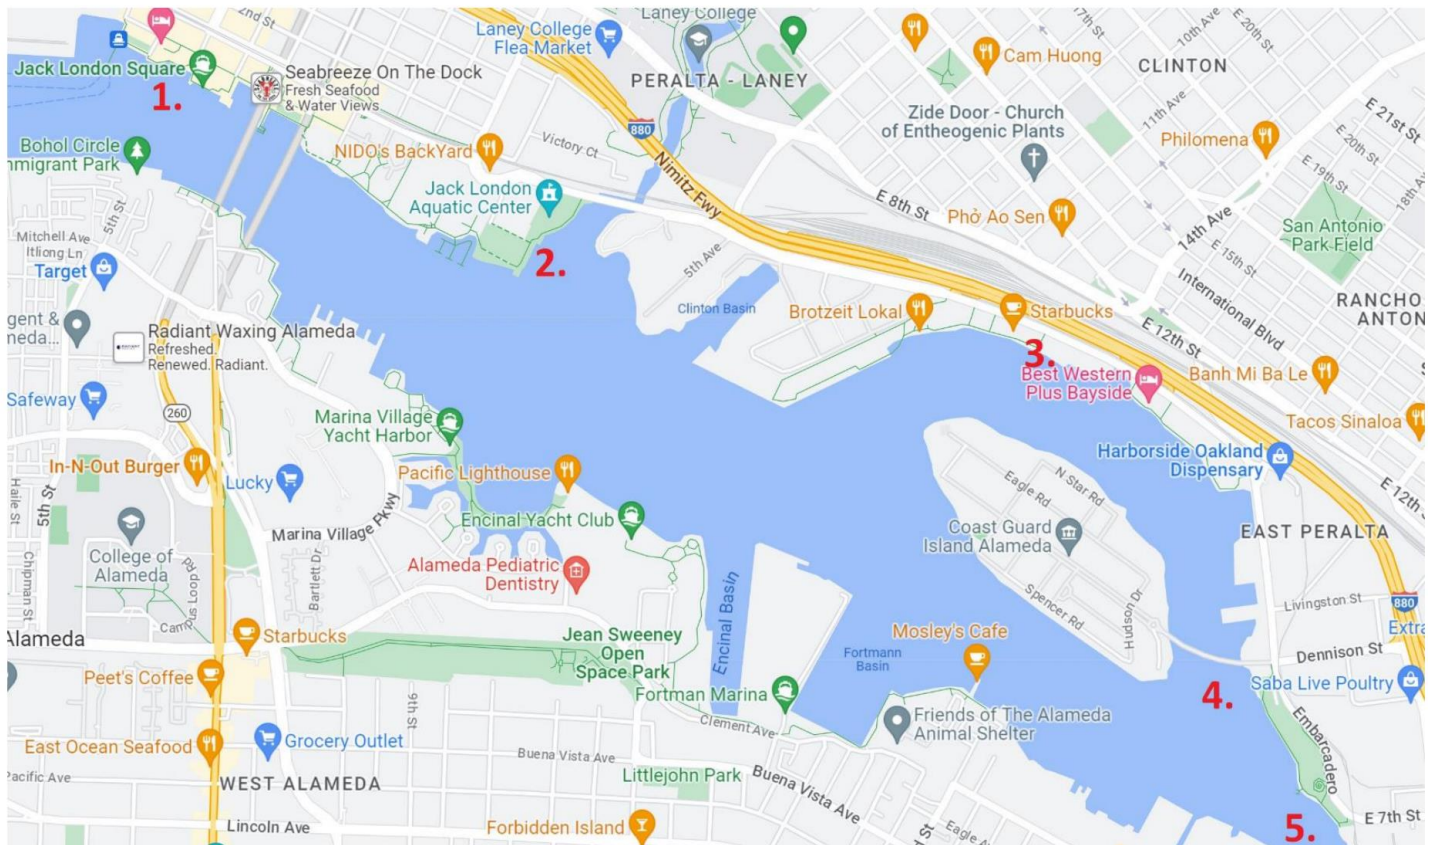 2nd St
Laney College
Flea Market
Laney College
Cam Huong
17th St
10th Ave
E 20th St
CLINTON
Jack London Square
1.
Seabreeze On The Dock
Fresh Seafood
& Water Views
PERALTA - LANEY
11th Ave
E 21st St
Zide Door - Church
of Entheogenic Plants
880
Philomena
E 20th St
E 19th St
18th Ave
Bohol Circle
mmigrant Park
NIDO's BackYard
Victory Ct
Nimitz Fwy
5th St
Jack London
Aquatic Center
E 8th St
Phở Ao Sen
14th Ave
San Antonio
Park Field
Mitchell Ave
Itliong Ln
Target
2.
5th Ave
E 15th St
International Blvd
Clinton Basin
Brotzeit Lokal
Starbucks
RANCHO
ANTON
E 12th St
gent &
meda...
Radiant Waxing Alameda
Refreshed.
Renewed. Radiant.
3.
Best Western
Plus Bayside
Banh Mi Ba Le
Safeway
260
Marina Village
Yacht Harbor
Tacos Sinaloa
In-N-Out Burger
Lucky
Pacific Lighthouse
Harborside Oakland
Dispensary
Haile St
5th St
Eagle Rd
N Star Rd
E 12th St
Marina Village Pkwy
Encinal Yacht Club
Coast Guard
Island Alameda
EAST PERALTA
College of
Alameda
Chipman St
Bartlett Dr
Alameda Pediatric
Dentistry
Encinal Basin
Spencer Rd
Hudson Dr
Livingston St
880
Extra
Alameda
Starbucks
Jean Sweeney
Open
Space Park
Mosley's Cafe
Fortmann
Basin
Dennison St
Peet's Coffee
Fortman Marina
4.
Saba Live Poultry
9th St
Clement Ave
Friends of The Alameda
Animal Shelter
Embarcadero
East Ocean Seafood
Grocery Outlet
Buena Vista Ave
Pacific Ave
WEST ALAMEDA
Littlejohn Park
Buena Vista Ave
Lincoln Ave
Forbidden Island
Eagle Ave
5.
E 7th St